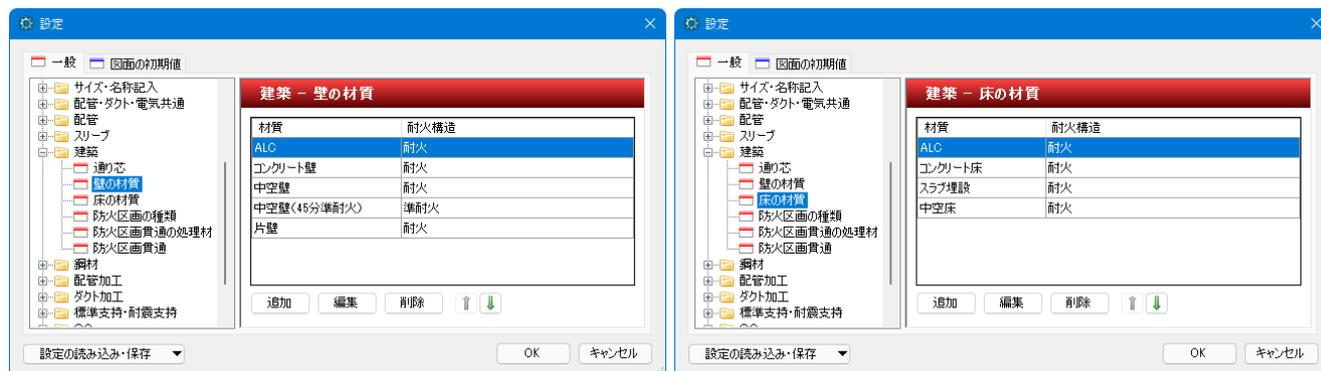 設定
一般
図面の初期値
サイズ・名称記入
配管・ダクト・電気共通
配管
スリーブ
建築
通り芯
壁の材質
床の材質
防火区画の種類
防火区画貫通の処理材
防火区画貫通
鋼材
配管加工
ダクト加工
標準支持・耐震支持
建築 － 壁の材質
材質 耐火構造
ALC 耐火
コンクリート壁 耐火
中空壁 耐火
中空壁(45分準耐火) 準耐火
片壁 耐火
追加 編集 削除
設定の読み込み・保存
OK キャンセル
設定
一般
図面の初期値
サイズ・名称記入
配管・ダクト・電気共通
配管
スリーブ
建築
通り芯
壁の材質
床の材質
防火区画の種類
防火区画貫通の処理材
防火区画貫通
鋼材
配管加工
ダクト加工
標準支持・耐震支持
建築 － 床の材質
材質 耐火構造
ALC 耐火
コンクリート床 耐火
スラブ埋設 耐火
中空床 耐火
追加 編集 削除
設定の読み込み・保存
OK キャンセル